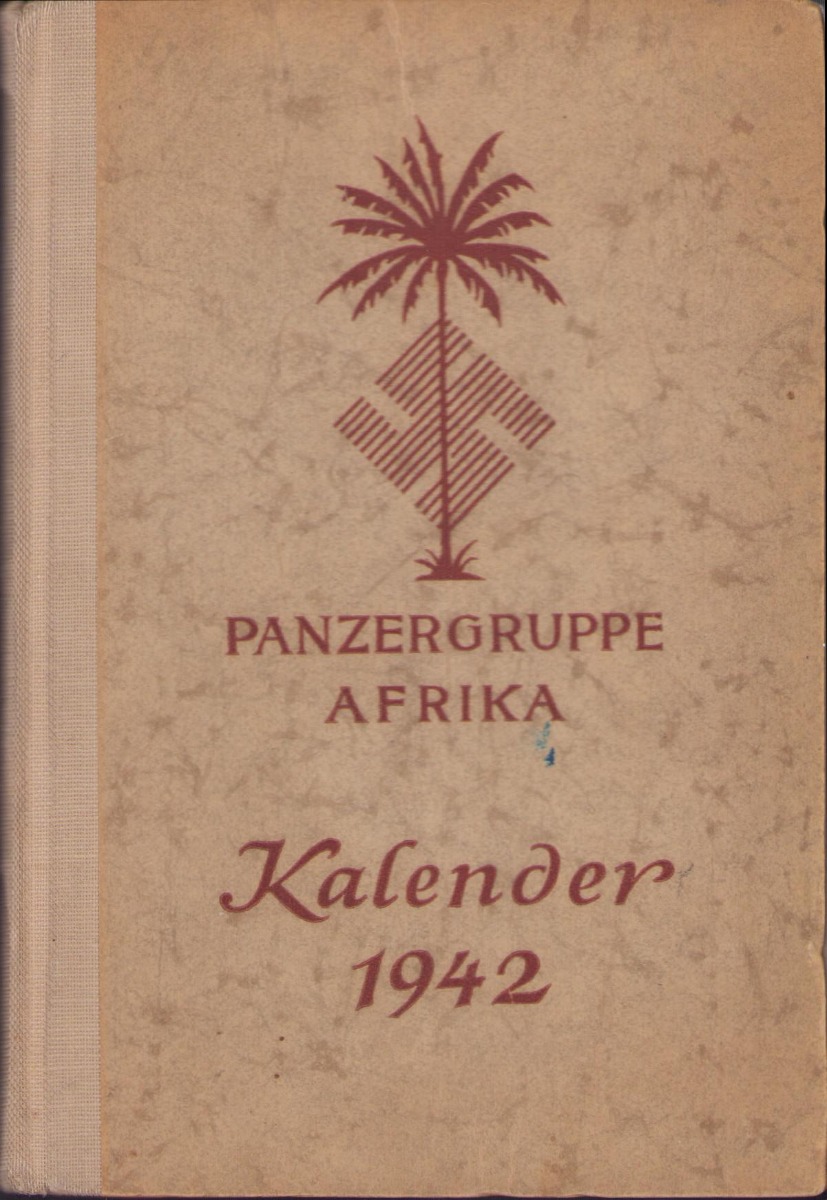 PANZERGRUPPE
AFRIKA
Kalender
1942